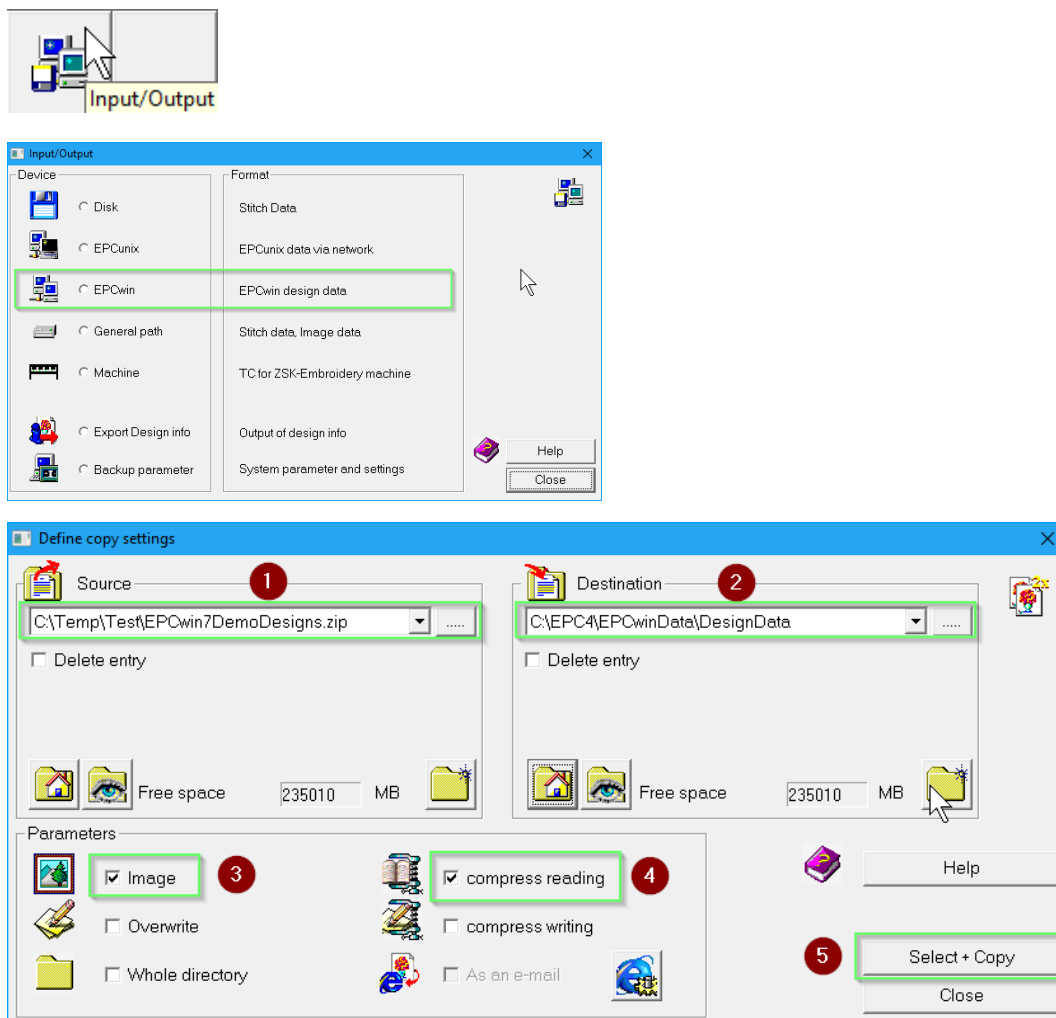 Input/Output
Input/Output
Device
Format
Disk
Stitch Data
EPCunix
EPCunix data via network
EPCwin
EPCwin design data
General path
Stitch data, Image data
Machine
TC for ZSK-Embroidery machine
Export Design info
Output of design info
Backup parameter
System parameter and settings
Help
Close
Define copy settings
Source
1
C:\Temp\Test\EPCwin7DemoDesigns.zip
.....
Delete entry
Free space
235010
MB
Destination
2
C:\EPC4\EPCwinData\DesignData
.....
Delete entry
Free space
235010
MB
2x
Parameters
Image
3
compress reading
4
Overwrite
compress writing
Whole directory
As an e-mail
Help
5
Select + Copy
Close